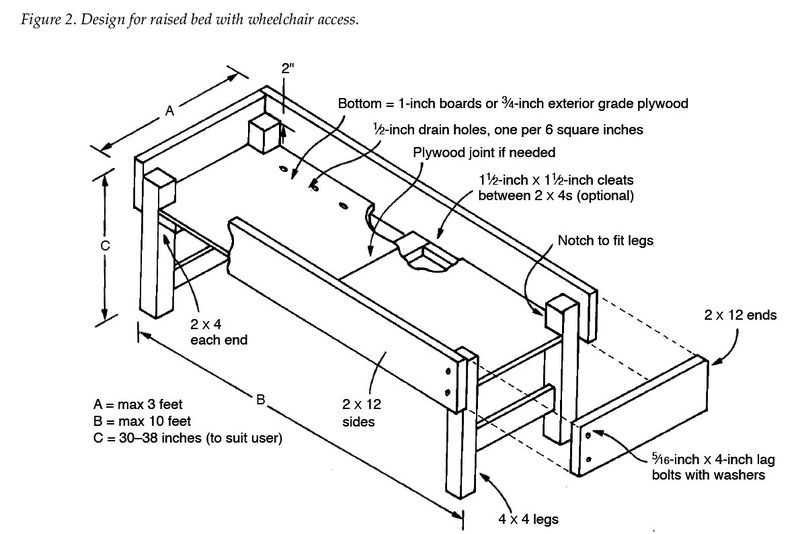 Figure 2. Design for raised bed with wheelchair access.
2"
A
Bottom = 1-inch boards or ¾-inch exterior grade plywood
½-inch drain holes, one per 6 square inches
Plywood joint if needed
1½-inch x 1½-inch cleats
between 2 x 4s (optional)
C
Notch to fit legs
2 x 4
each end
2 x 12 ends
B
A = max 3 feet
B = max 10 feet
C = 30–38 inches (to suit user)
2 x 12
sides
5⁄16-inch x 4-inch lag
bolts with washers
4 x 4 legs